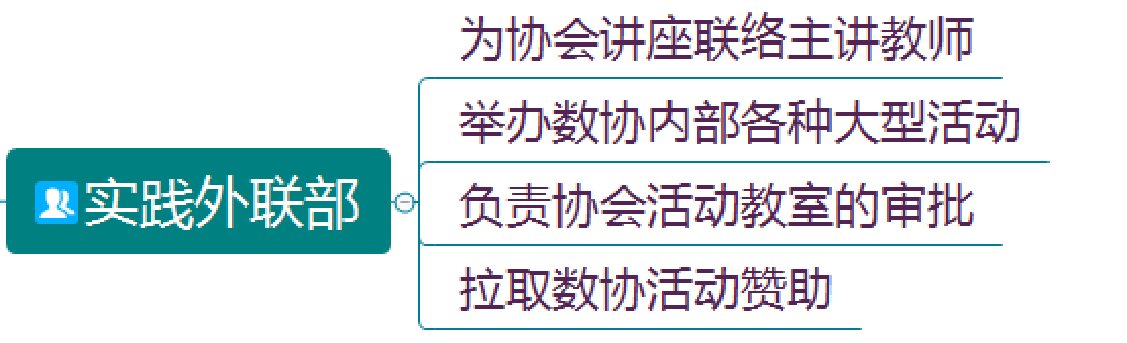 为协会讲座联络主讲教师
举办数协内部各种大型活动
实践外联部
负责协会活动教室的审批
拉取数协活动赞助